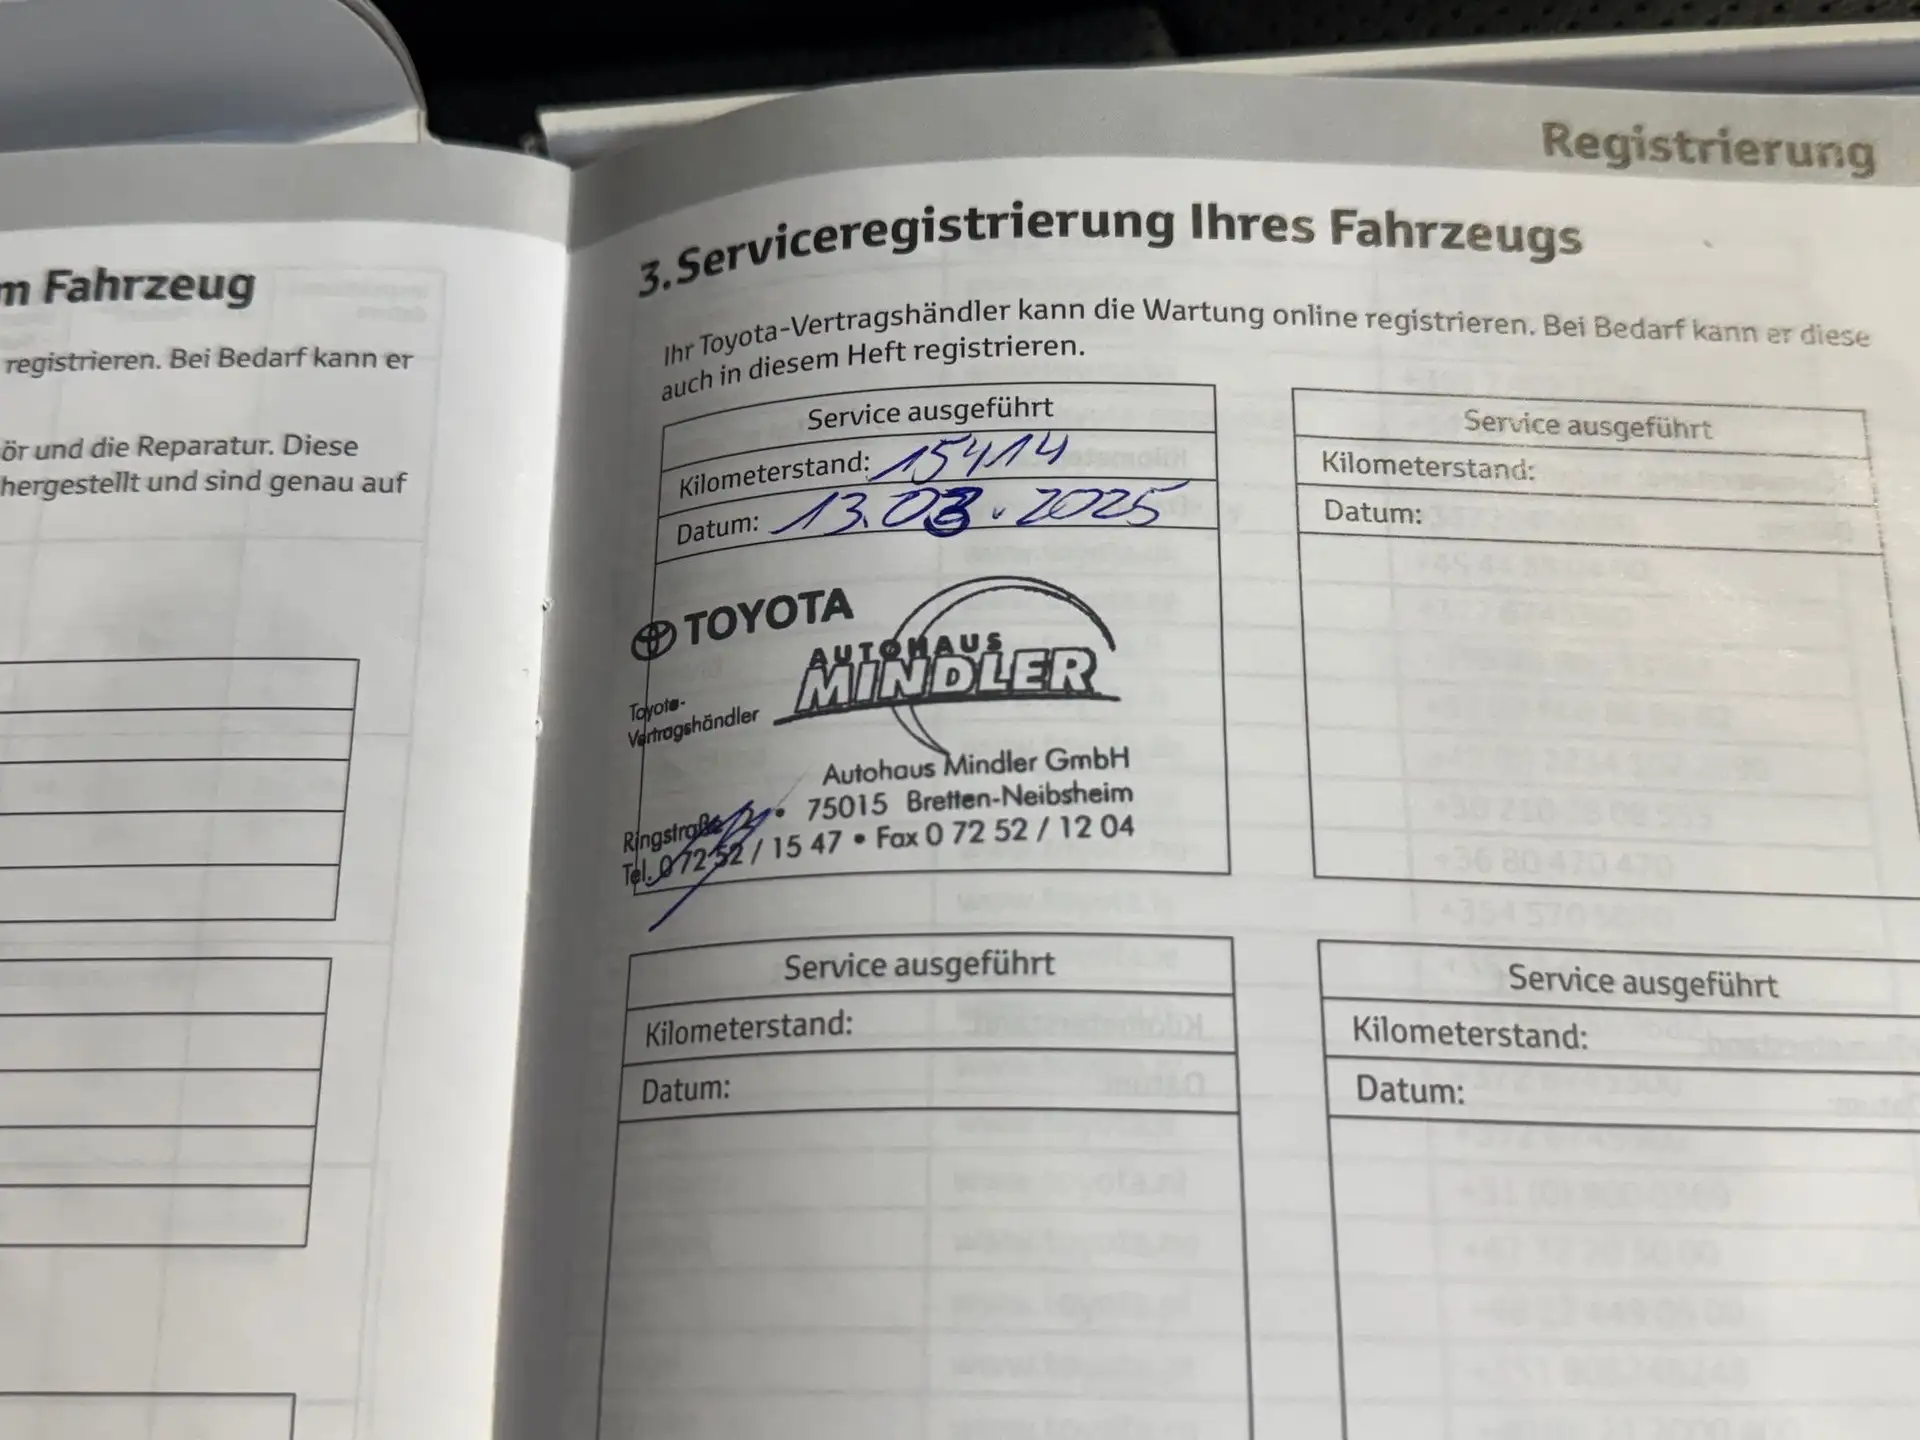 m Fahrzeug
registrieren. Bei Bedarf kann er
ör und die Reparatur. Diese
hergestellt und sind genau auf
Registrierung
3. Serviceregistrierung Ihres Fahrzeugs
Ihr Toyota-Vertragshändler kann die Wartung online registrieren. Bei Bedarf kann er diese
auch in diesem Heft registrieren.
Service ausgeführt
Kilometerstand: 15414
Datum: 13.03.2025
TOYOTA
AUTOHAUS
MINDLER
Toyota-
Vertragshändler
Autohaus Mindler GmbH
Ringstraße • 75015 Bretten-Neibsheim
Tel. 0 72 52 / 15 47 • Fax 0 72 52 / 12 04
Service ausgeführt
Kilometerstand:
Datum:
Service ausgeführt
Kilometerstand:
Datum:
Service ausgeführt
Kilometerstand:
Datum: